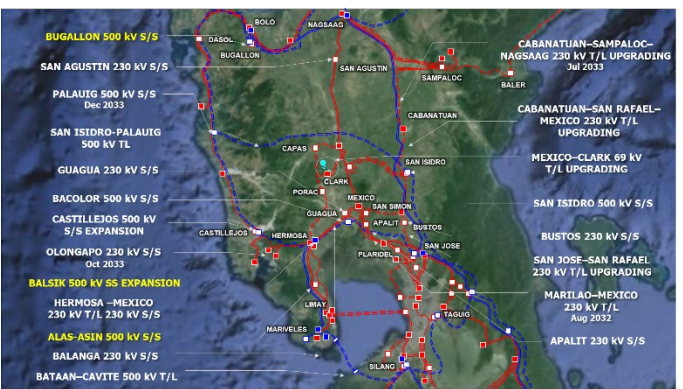 BUGALLON 500 kV S/S
SAN AGUSTIN 230 kV S/S
PALAUIG 500 kV S/S
Dec 2033
SAN ISIDRO-PALAUIG
500 kV TL
GUAGUA 230 kV S/S
BACOLOR 500 kV S/S
CASTILLEJOS 500 kV
S/S EXPANSION
OLONGAPO 230 kV S/S
Oct 2033
BALSIK 500 kV SS EXPANSION
HERMOSA –MEXICO
230 kV T/L 230 kV S/S
ALAS-ASIN 500 kV S/S
BALANGA 230 kV S/S
BATAAN–CAVITE 500 kV T/L
BOLO
NAGSAAG
DASOL
BUGALLON
SAN AGUSTIN
SAMPALOC
BALER
CABANATUAN
CAPAS
SAN ISIDRO
CLARK
PORAC
MEXICO
SAN SIMON
GUAGUA
APALIT
BUSTOS
CASTILLEJOS
HERMOSA
SAN JOSE
PLARIDEL
LIMAY
TAGUIG
MARIVELES
SILANG
CABANATUAN–SAMPALOC–
NAGSAAG 230 kV T/L UPGRADING
Jul 2033
CABANATUAN–SAN RAFAEL–
MEXICO 230 kV T/L
UPGRADING
MEXICO–CLARK 69 kV
T/L UPGRADING
SAN ISIDRO 500 kV S/S
BUSTOS 230 kV S/S
SAN JOSE–SAN RAFAEL
230 kV T/L UPGRADING
MARILAO–MEXICO
230 kV T/L
Aug 2032
APALIT 230 kV S/S